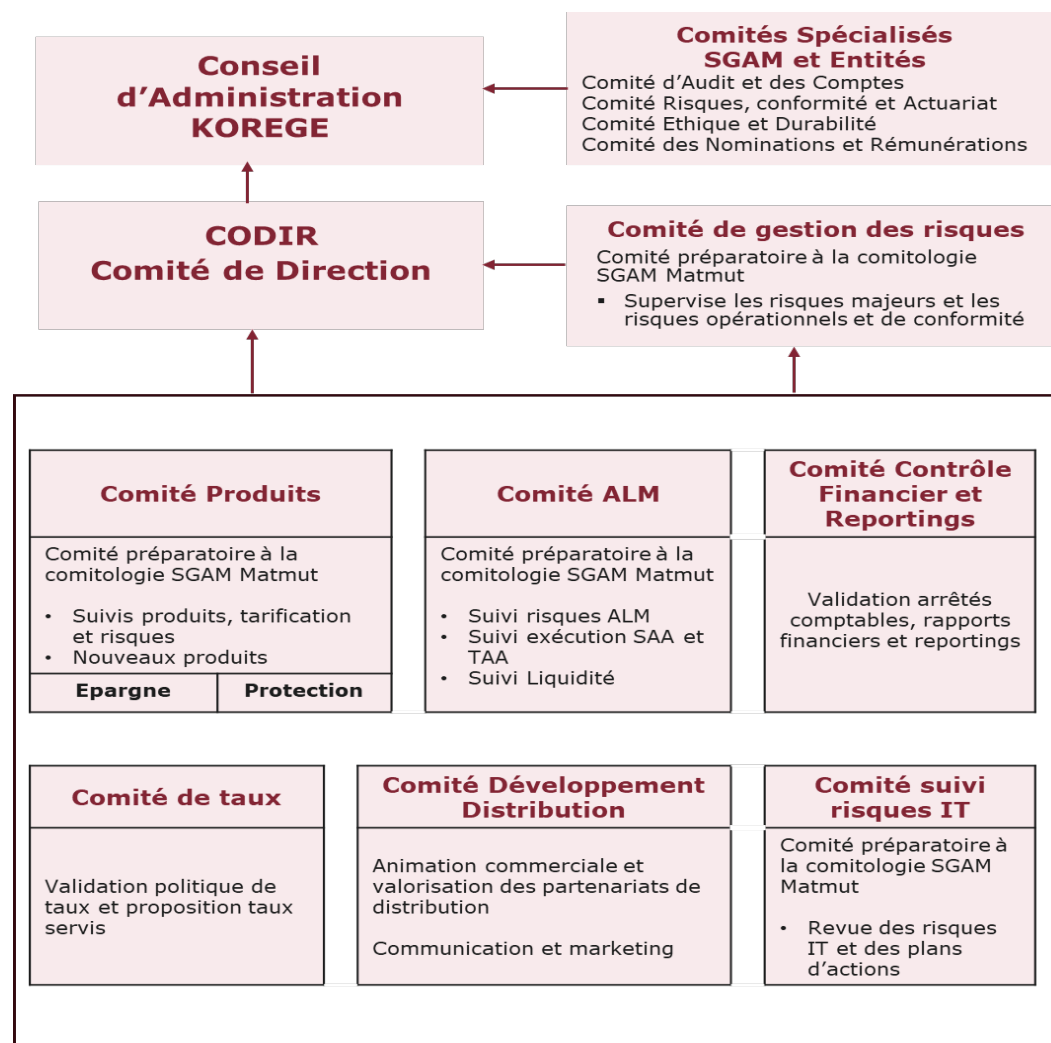 Conseil
d’Administration
KOREGE
Comités Spécialisés
SGAM et Entités
Comité d’Audit et des Comptes
Comité Risques, conformité et Actuariat
Comité Ethique et Durabilité
Comité des Nominations et Rémunérations
CODIR
Comité de Direction
Comité de gestion des risques
Comité préparatoire à la comitologie
SGAM Matmut
▪ Supervise les risques majeurs et les
risques opérationnels et de conformité
Comité Produits
Comité préparatoire à la
comitologie SGAM Matmut
• Suivis produits, tarification
et risques
• Nouveaux produits
Epargne
Protection
Comité ALM
Comité préparatoire à la
comitologie SGAM Matmut
• Suivi risques ALM
• Suivi exécution SAA et
TAA
• Suivi Liquidité
Comité Contrôle
Financier et
Reportings
Validation arrêtés
comptables, rapports
financiers et reportings
Comité de taux
Validation politique de
taux et proposition taux
servis
Comité Développement
Distribution
Animation commerciale et
valorisation des partenariats de
distribution
Communication et marketing
Comité suivi
risques IT
Comité préparatoire à
la comitologie SGAM
Matmut
• Revue des risques
IT et des plans
d’actions